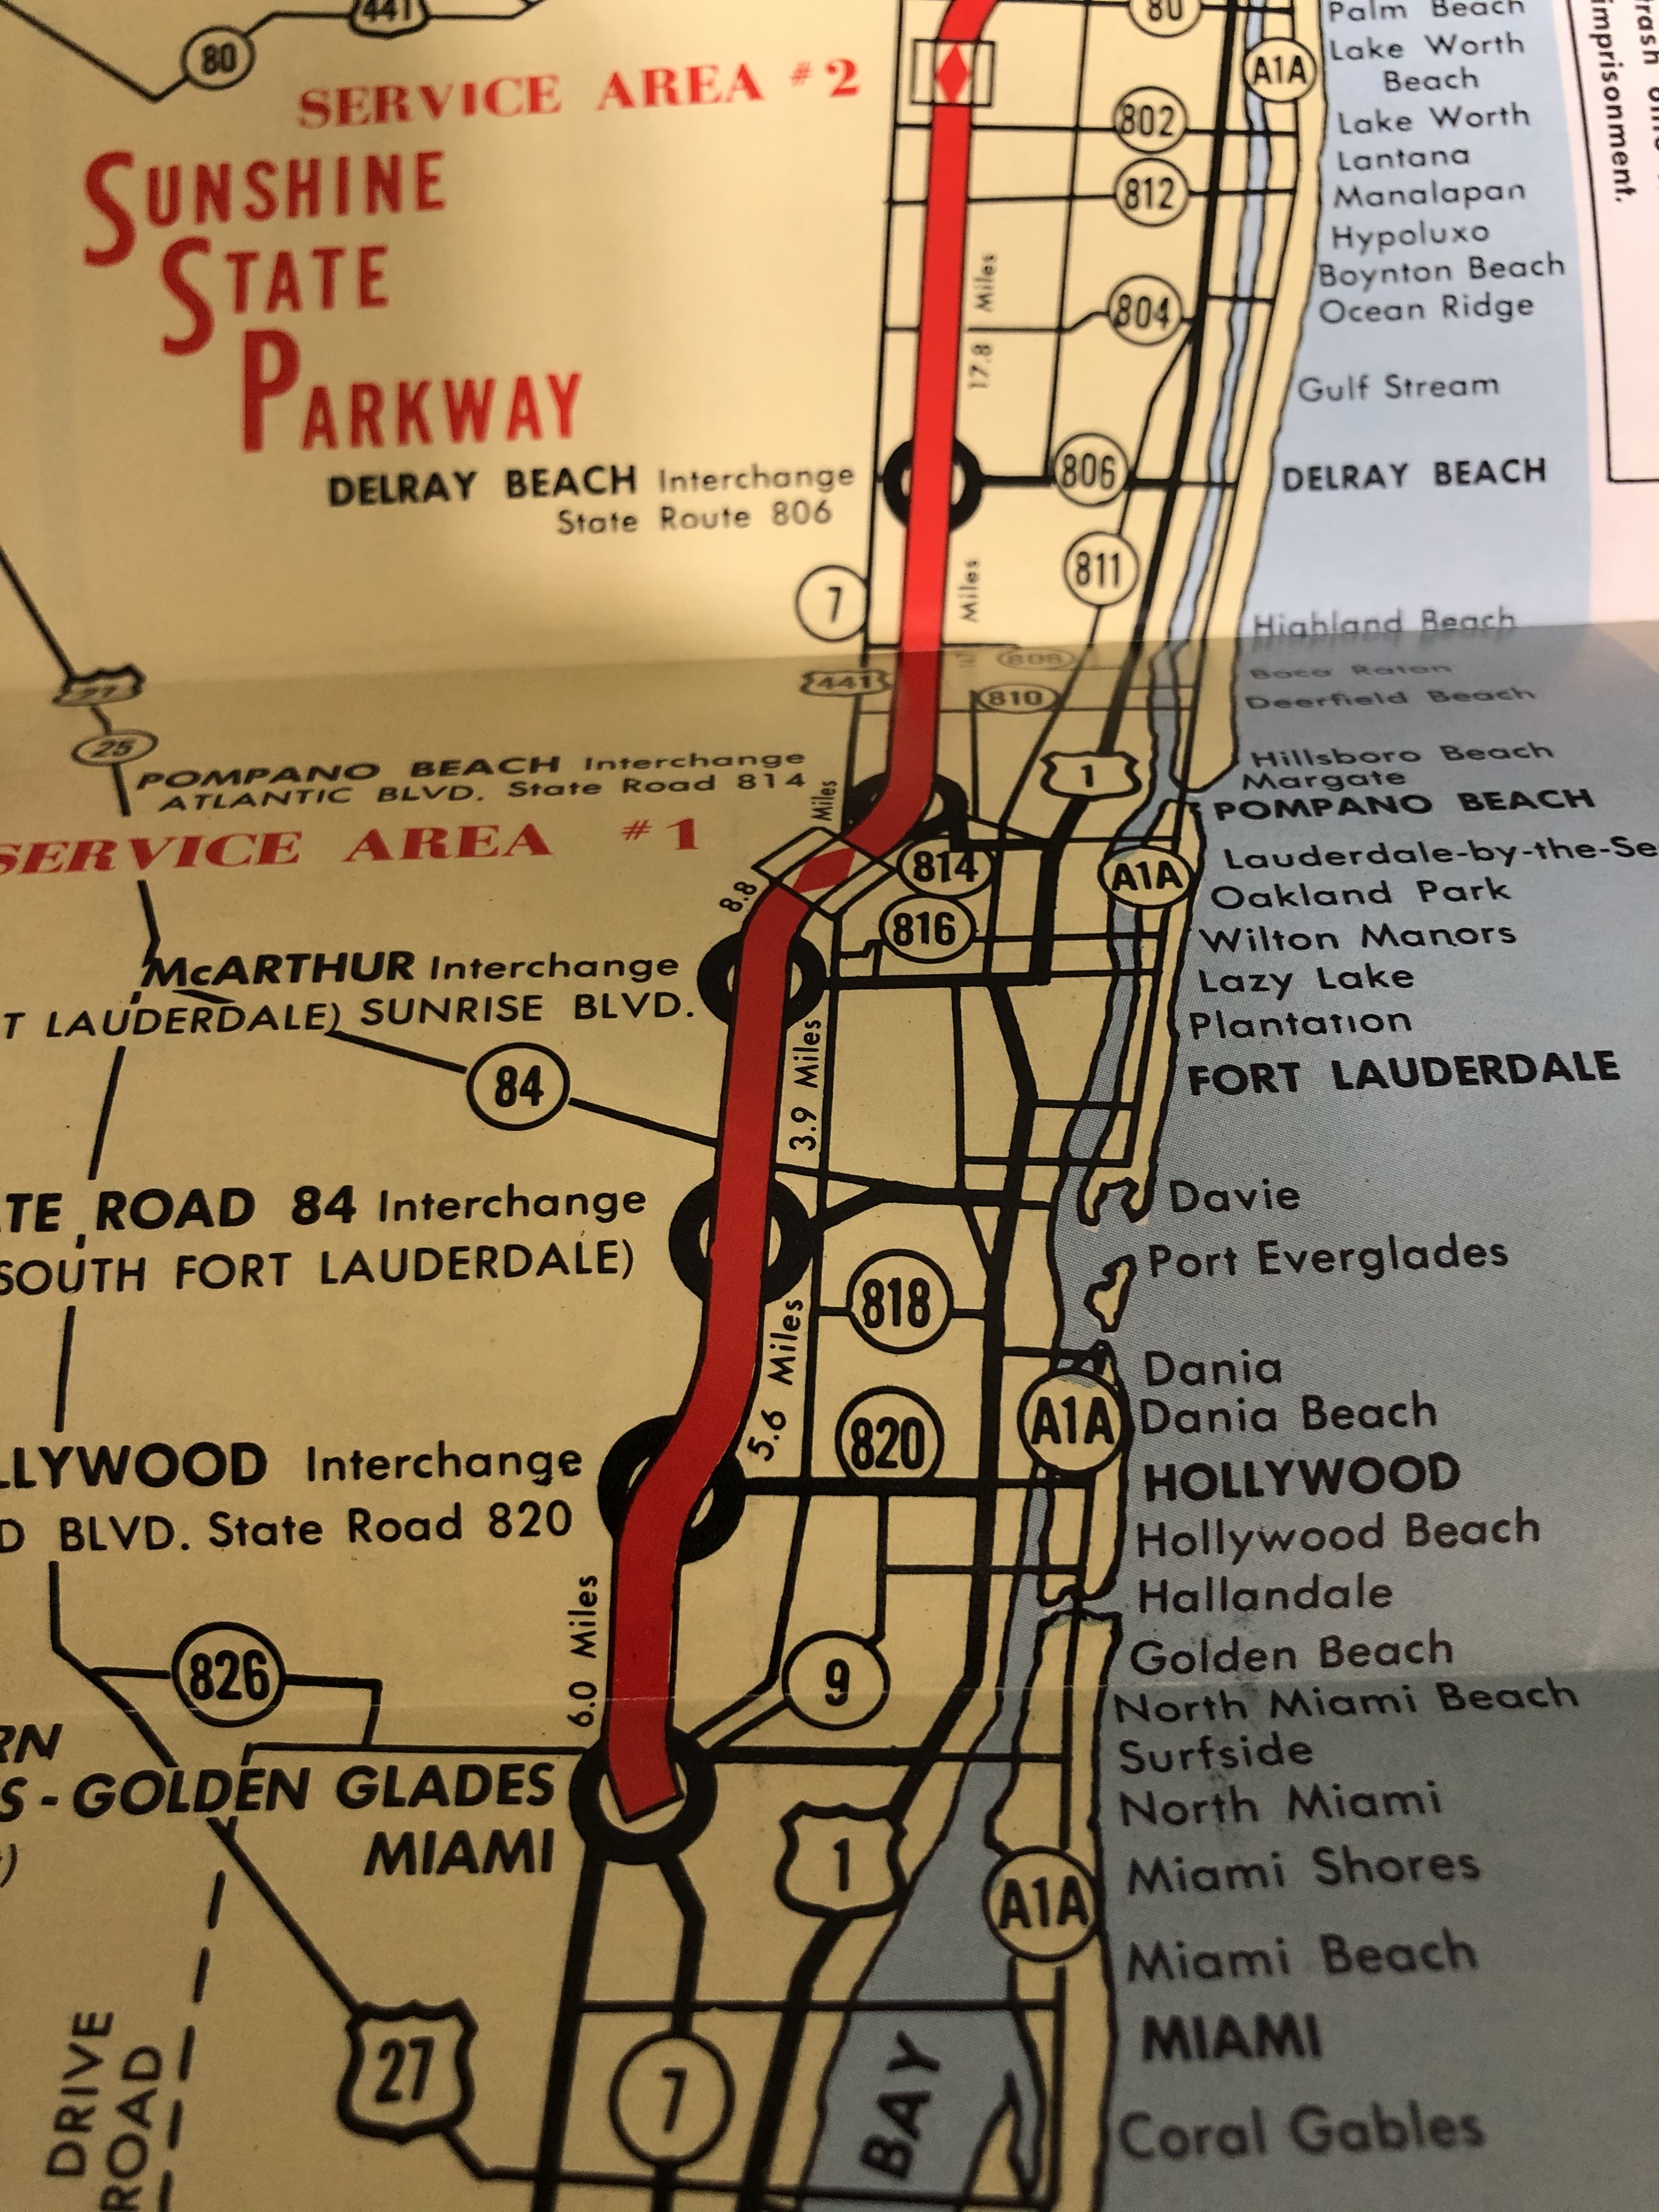 441
80
SERVICE AREA #2
SUNSHINE
STATE
PARKWAY
80
A1A
802
812
804
17.8 Miles
Palm Beach
Lake Worth
Beach
Lake Worth
Lantana
Manalapan
Hypoluxo
Boynton Beach
Ocean Ridge
Gulf Stream
DELRAY BEACH
imprisonment.
DELRAY BEACH Interchange
State Route 806
806
811
7
Miles
Highland Beach
441
808
810
Boca Raton
Deerfield Beach
27
25
POMPANO BEACH Interchange
ATLANTIC BLVD. State Road 814
SERVICE AREA #1
8.8 Miles
1
Hillsboro Beach
Margate
POMPANO BEACH
814
A1A
816
Lauderdale-by-the-Se
Oakland Park
Wilton Manors
Lazy Lake
Plantation
FORT LAUDERDALE
McARTHUR Interchange
T LAUDERDALE) SUNRISE BLVD.
3.9 Miles
84
TE ROAD 84 Interchange
SOUTH FORT LAUDERDALE)
Davie
Port Everglades
818
5.6 Miles
820
A1A
Dania
Dania Beach
HOLLYWOOD
Hollywood Beach
Hallandale
Golden Beach
North Miami Beach
Surfside
North Miami
Miami Shores
Miami Beach
MIAMI
Coral Gables
LLYWOOD Interchange
D BLVD. State Road 820
6.0 Miles
826
9
RN
S - GOLDEN GLADES
)
MIAMI
1
A1A
27
7
BAY
DRIVE
ROAD